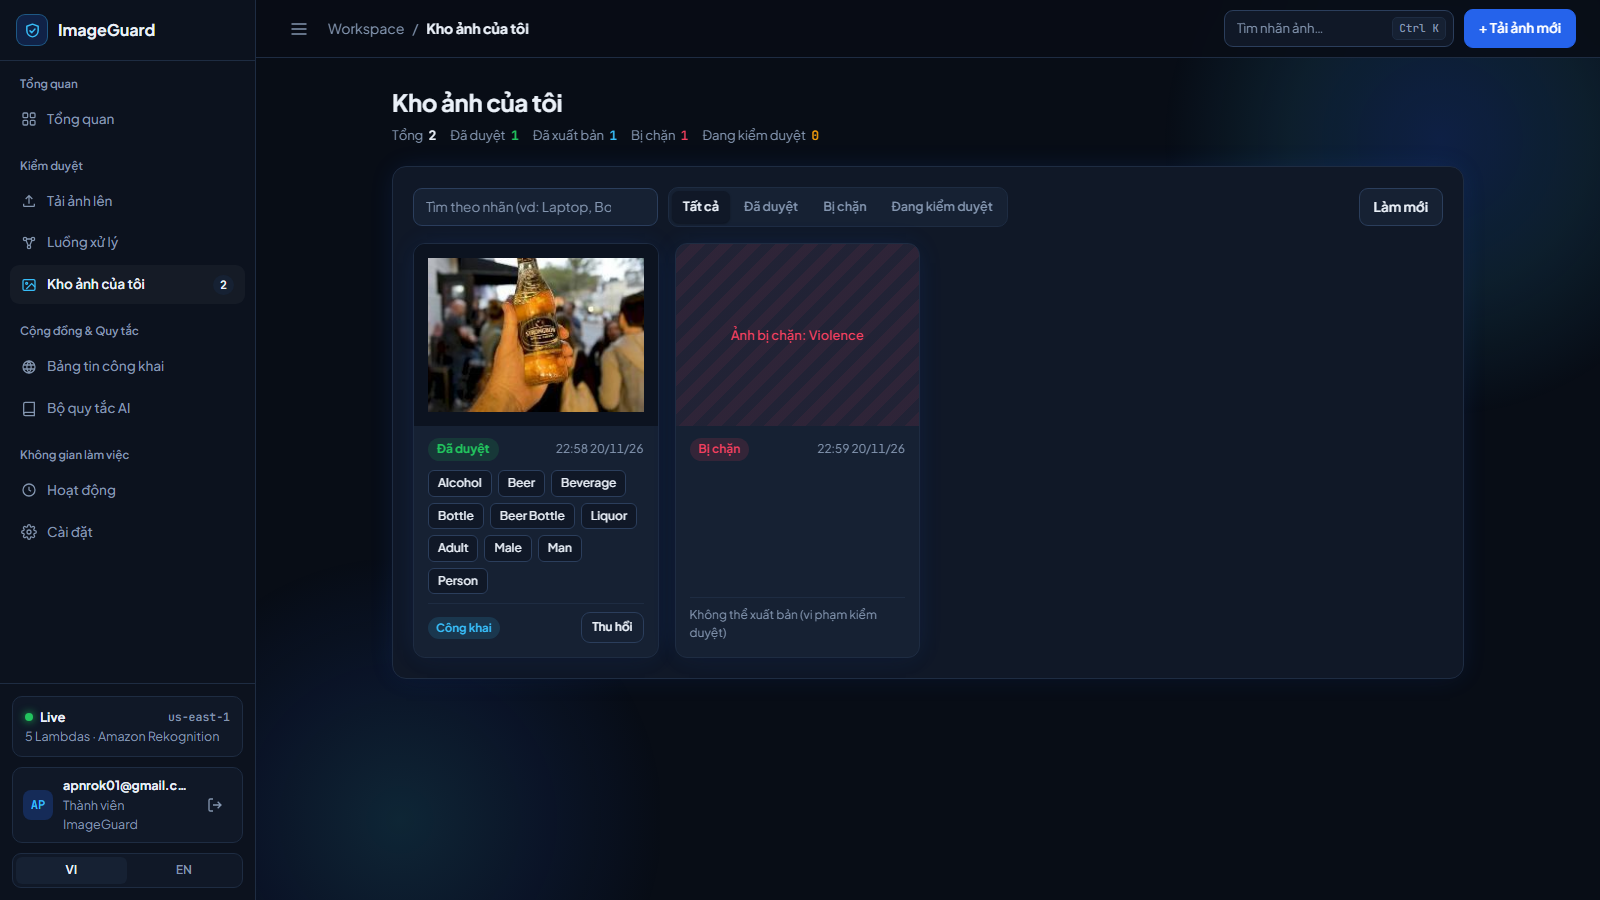 ImageGuard
Tổng quan
Tổng quan
Kiểm duyệt
Tải ảnh lên
Luồng xử lý
Kho ảnh của tôi 2
Cộng đồng & Quy tắc
Bảng tin công khai
Bộ quy tắc AI
Không gian làm việc
Hoạt động
Cài đặt
Live us-east-1
5 Lambdas · Amazon Rekognition
AP
apnrok01@gmail.c…
Thành viên
ImageGuard
VI EN
Workspace / Kho ảnh của tôi
Tìm nhãn ảnh... Ctrl K
+ Tải ảnh mới
Kho ảnh của tôi
Tổng 2 Đã duyệt 1 Đã xuất bản 1 Bị chặn 1 Đang kiểm duyệt 0
Tìm theo nhãn (vd: Laptop, Bo
Tất cả Đã duyệt Bị chặn Đang kiểm duyệt
Làm mới
STRONGBOW
Đã duyệt 22:58 20/11/26
Alcohol Beer Beverage
Bottle Beer Bottle Liquor
Adult Male Man
Person
Công khai Thu hồi
Ảnh bị chặn: Violence
Bị chặn 22:59 20/11/26
Không thể xuất bản (vi phạm kiểm
duyệt)